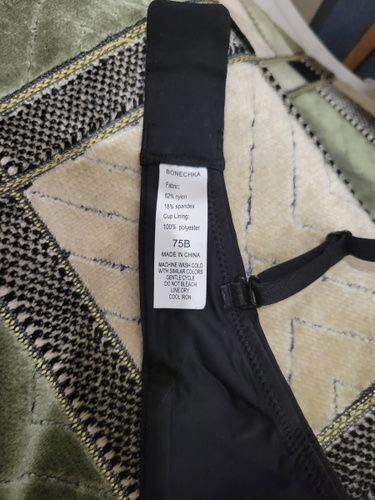 BONECHKA
Fabric:
82% nylon
18% spandex
Cup Lining:
100% polyester
75B
MADE IN CHINA
MACHINE WASH COLD
WITH SIMILAR COLORS
GENTLE CYCLE
DO NOT BLEACH
LINE DRY
COOL IRON